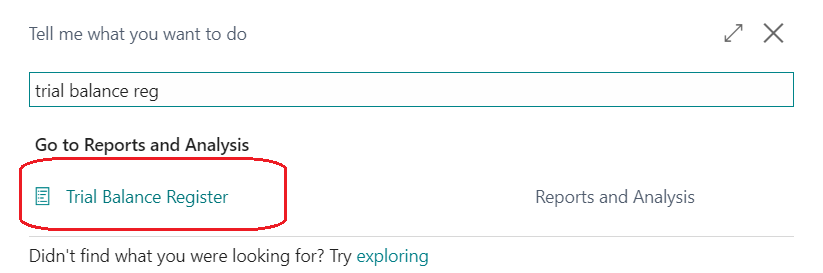 Tell me what you want to do
trial balance reg
Go to Reports and Analysis
Trial Balance Register Reports and Analysis
Didn't find what you were looking for? Try exploring